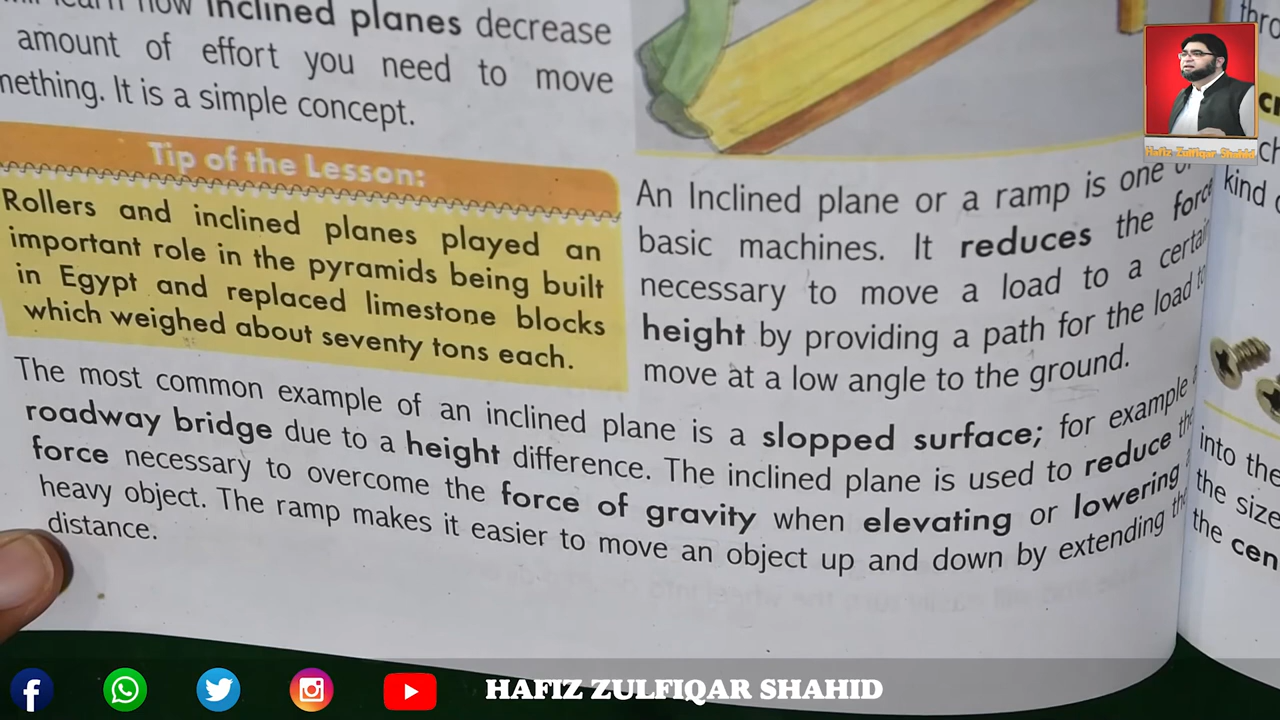 how inclined planes decrease
amount of effort you need to move
It is a simple concept.
Tip of the Lesson:
Rollers and inclined planes played an
important role in the pyramids being built
in Egypt and replaced limestone blocks
which weighed about seventy tons each.
An Inclined plane or a ramp is one
basic machines. It reduces the force
necessary to move a load to a certain
height by providing a path for the load
move at a low angle to the ground.
The most common example of an inclined plane is a slopped surface; for example
roadway bridge due to a height difference. The inclined plane is used to reduce the
force necessary to overcome the force of gravity when elevating or lowering
heavy object. The ramp makes it easier to move an object up and down by extending the
distance.
kind
into the
the size
the cen
Hafiz Zulfiqar Shahid
HAFIZ ZULFIQAR SHAHID